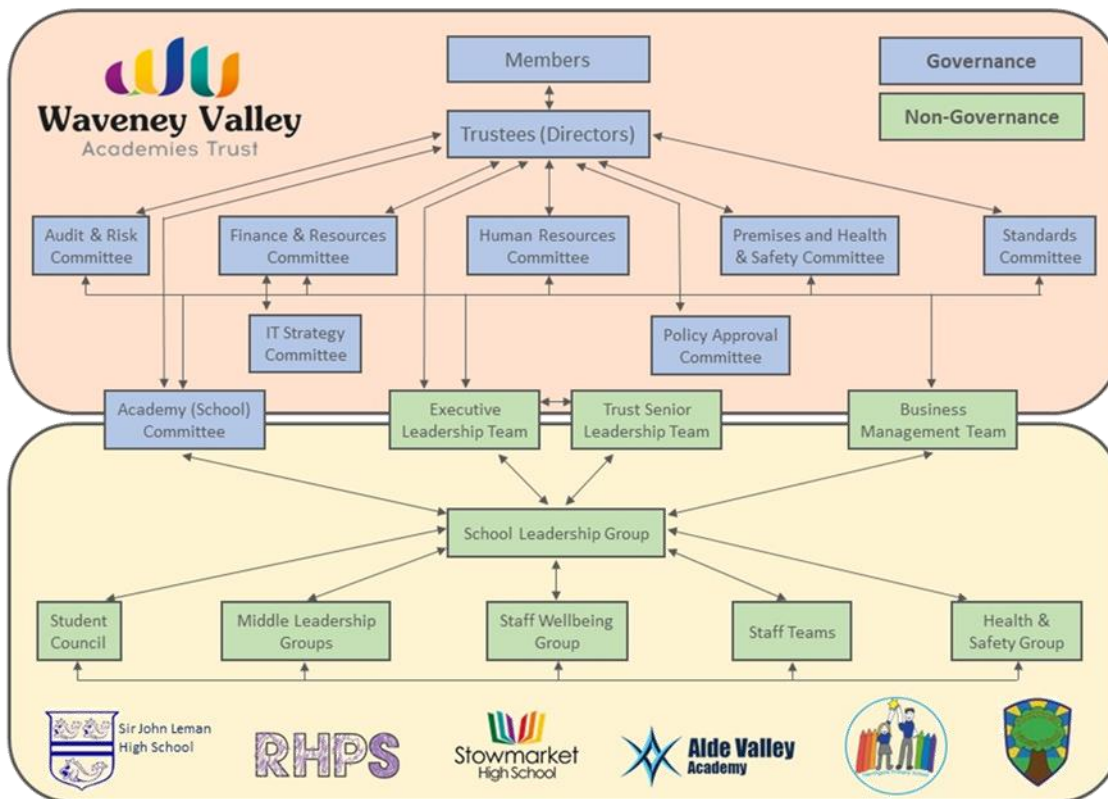 Members
Governance
Waveney Valley
Academies Trust
Trustees (Directors)
Non-Governance
Audit & Risk
Committee
Finance & Resources
Committee
Human Resources
Committee
Premises and Health
& Safety Committee
Standards
Committee
IT Strategy
Committee
Policy Approval
Committee
Academy (School)
Committee
Executive
Leadership Team
Trust Senior
Leadership Team
Business
Management Team
School Leadership Group
Student
Council
Middle Leadership
Groups
Staff Wellbeing
Group
Staff Teams
Health &
Safety Group
Sir John Leman
High School
RHPS
Stowmarket
High School
Alde Valley
Academy